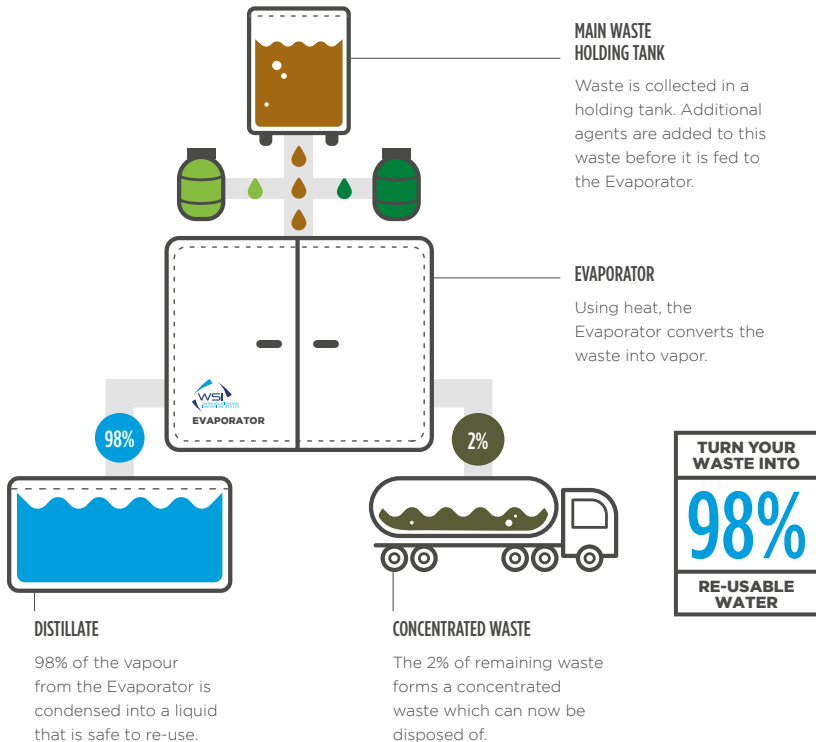 MAIN WASTE
HOLDING TANK
Waste is collected in a
holding tank. Additional
agents are added to this
waste before it is fed to
the Evaporator.
EVAPORATOR
Using heat, the
Evaporator converts the
waste into vapor.
WSI
EVAPORATOR
98%
2%
TURN YOUR
WASTE INTO
98%
RE-USABLE
WATER
DISTILLATE
98% of the vapour
from the Evaporator is
condensed into a liquid
that is safe to re-use.
CONCENTRATED WASTE
The 2% of remaining waste
forms a concentrated
waste which can now be
disposed of.